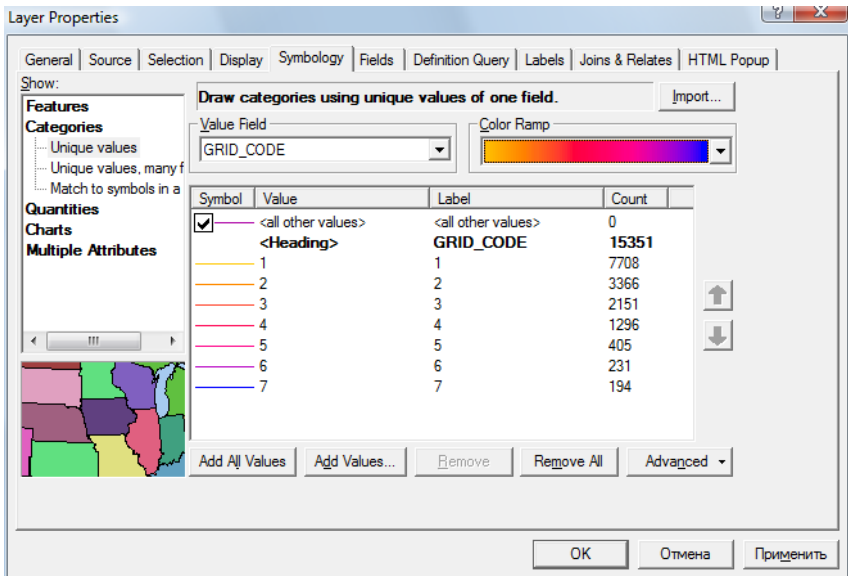 Layer Properties
General Source Selection Display Symbology Fields Definition Query Labels Joins & Relates HTML Popup
Show:
Features
Categories
Unique values
Unique values, many f
Match to symbols in a
Quantities
Charts
Multiple Attributes
Draw categories using unique values of one field.
Import...
Value Field
GRID_CODE
Color Ramp
Symbol Value Label Count
<all other values> <all other values> 0
<Heading> GRID_CODE 15351
1 1 7708
2 2 3366
3 3 2151
4 4 1296
5 5 405
6 6 231
7 7 194
Add All Values Add Values... Remove Remove All Advanced
OK Отмена Применить